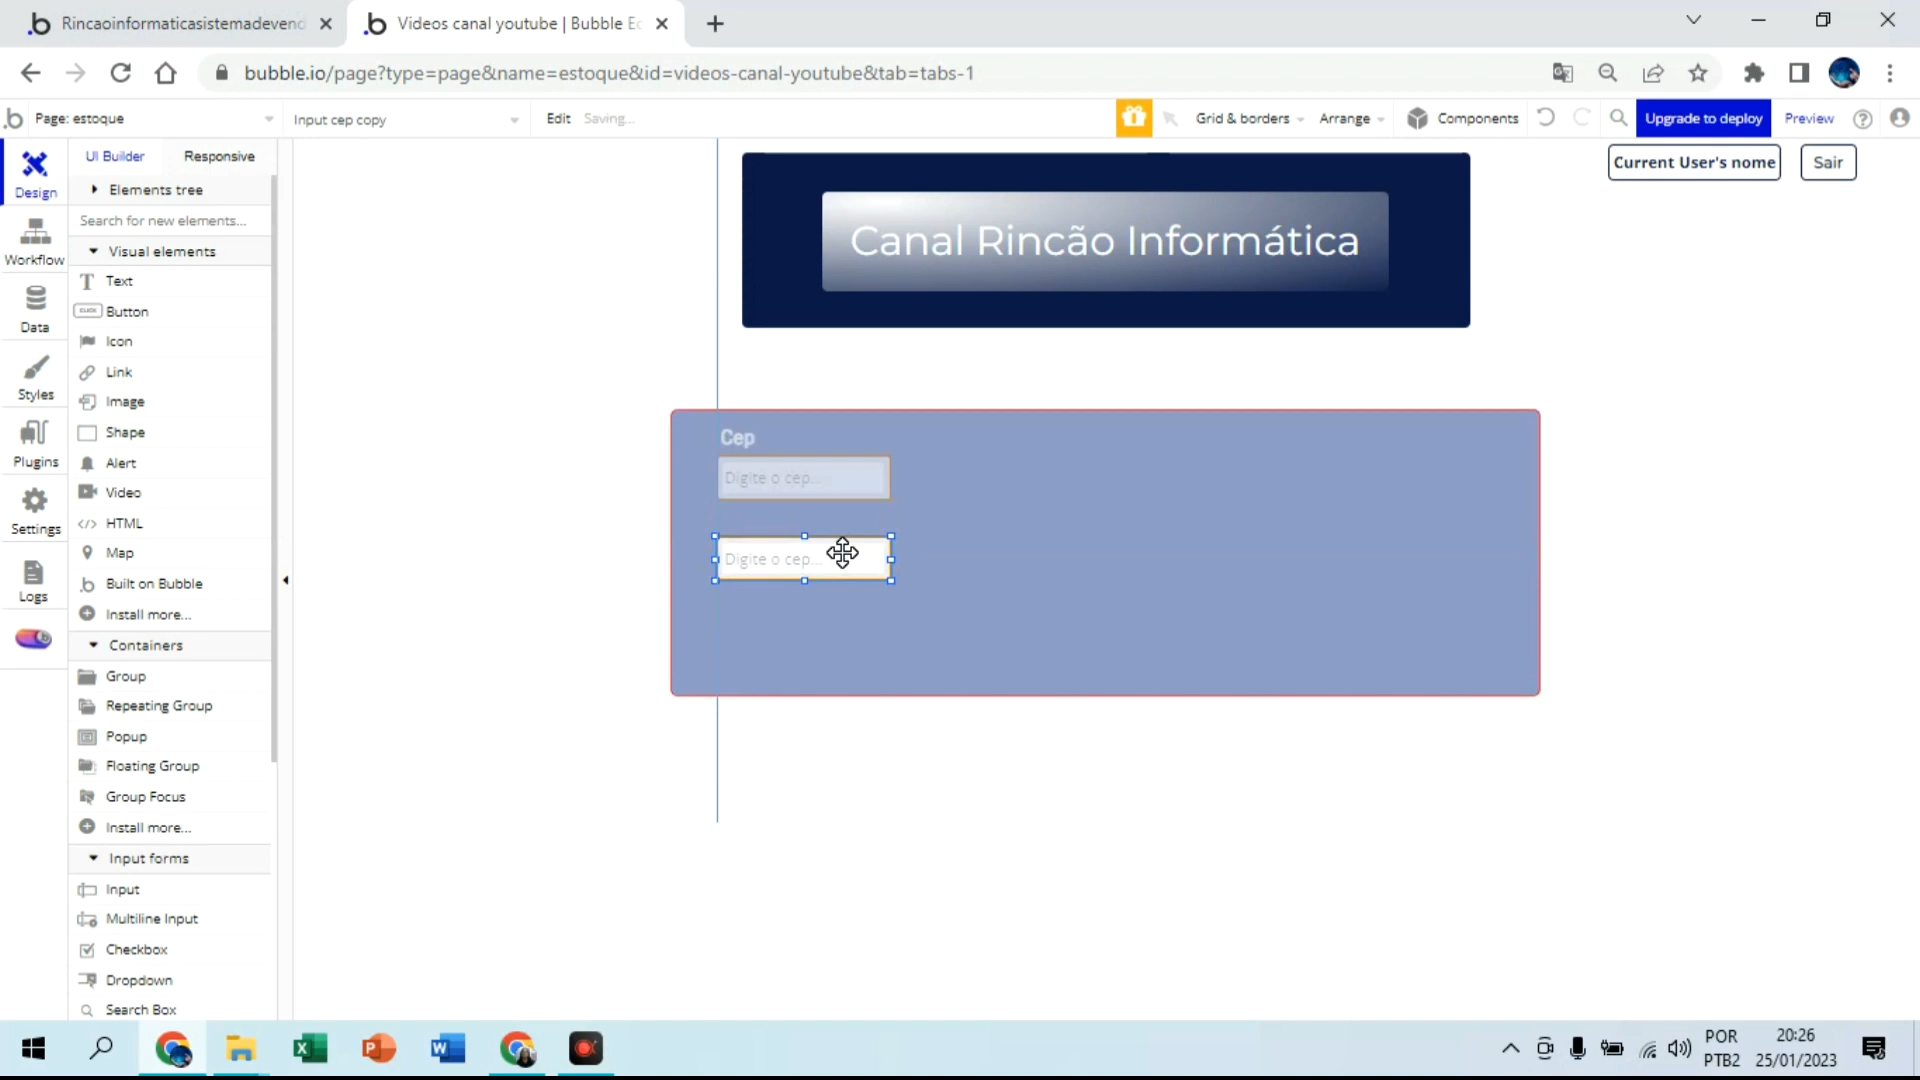 Rincaoinformaticasistemadevend
Videos canal youtube | Bubble Ec
bubble.io/page?type=page&name=estoque&id=videos-canal-youtube&tab=tabs-1
Page: estoque
Input cep copy
Edit
Saving...
Grid & borders
Arrange
Components
Upgrade to deploy
Preview
Design
Workflow
Data
Styles
Plugins
Settings
Logs
UI Builder
Responsive
Elements tree
Search for new elements...
Visual elements
Text
CLICK
Button
Icon
Link
Image
Shape
Alert
Video
HTML
Map
Built on Bubble
Install more...
Containers
Group
Repeating Group
Popup
Floating Group
Group Focus
Install more...
Input forms
Input
Multiline Input
Checkbox
Dropdown
Search Box
Canal Rincão Informática
Current User's nome
Sair
Cep
Digite o cep...
Digite o cep...
POR
PTB2
20:26
25/01/2023